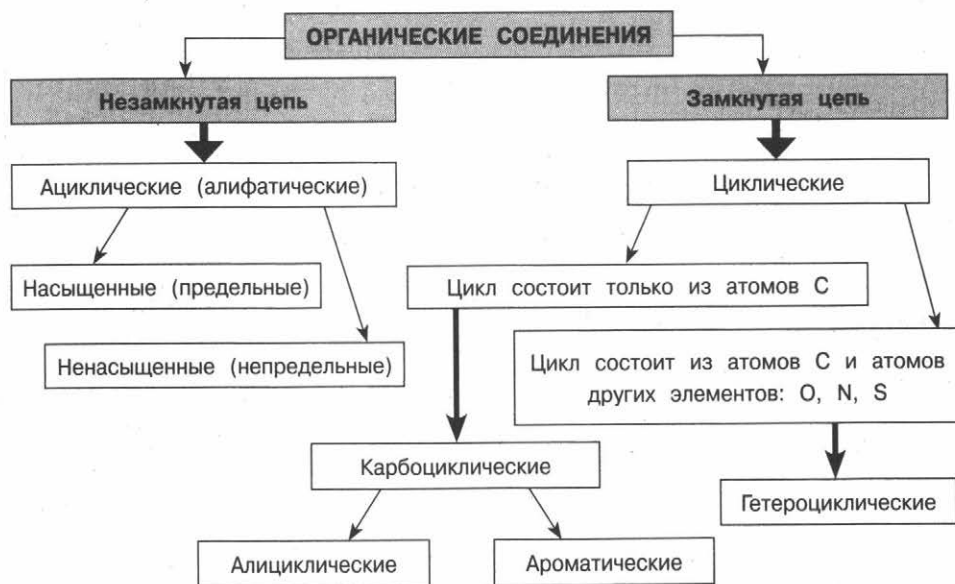 ОРГАНИЧЕСКИЕ СОЕДИНЕНИЯ
Незамкнутая цепь
Замкнутая цепь
Ациклические (алифатические)
Циклические
Насыщенные (предельные)
Цикл состоит только из атомов С
Ненасыщенные (непредельные)
Цикл состоит из атомов С и атомов
других элементов: O, N, S
Карбоциклические
Гетероциклические
Алициклические
Ароматические